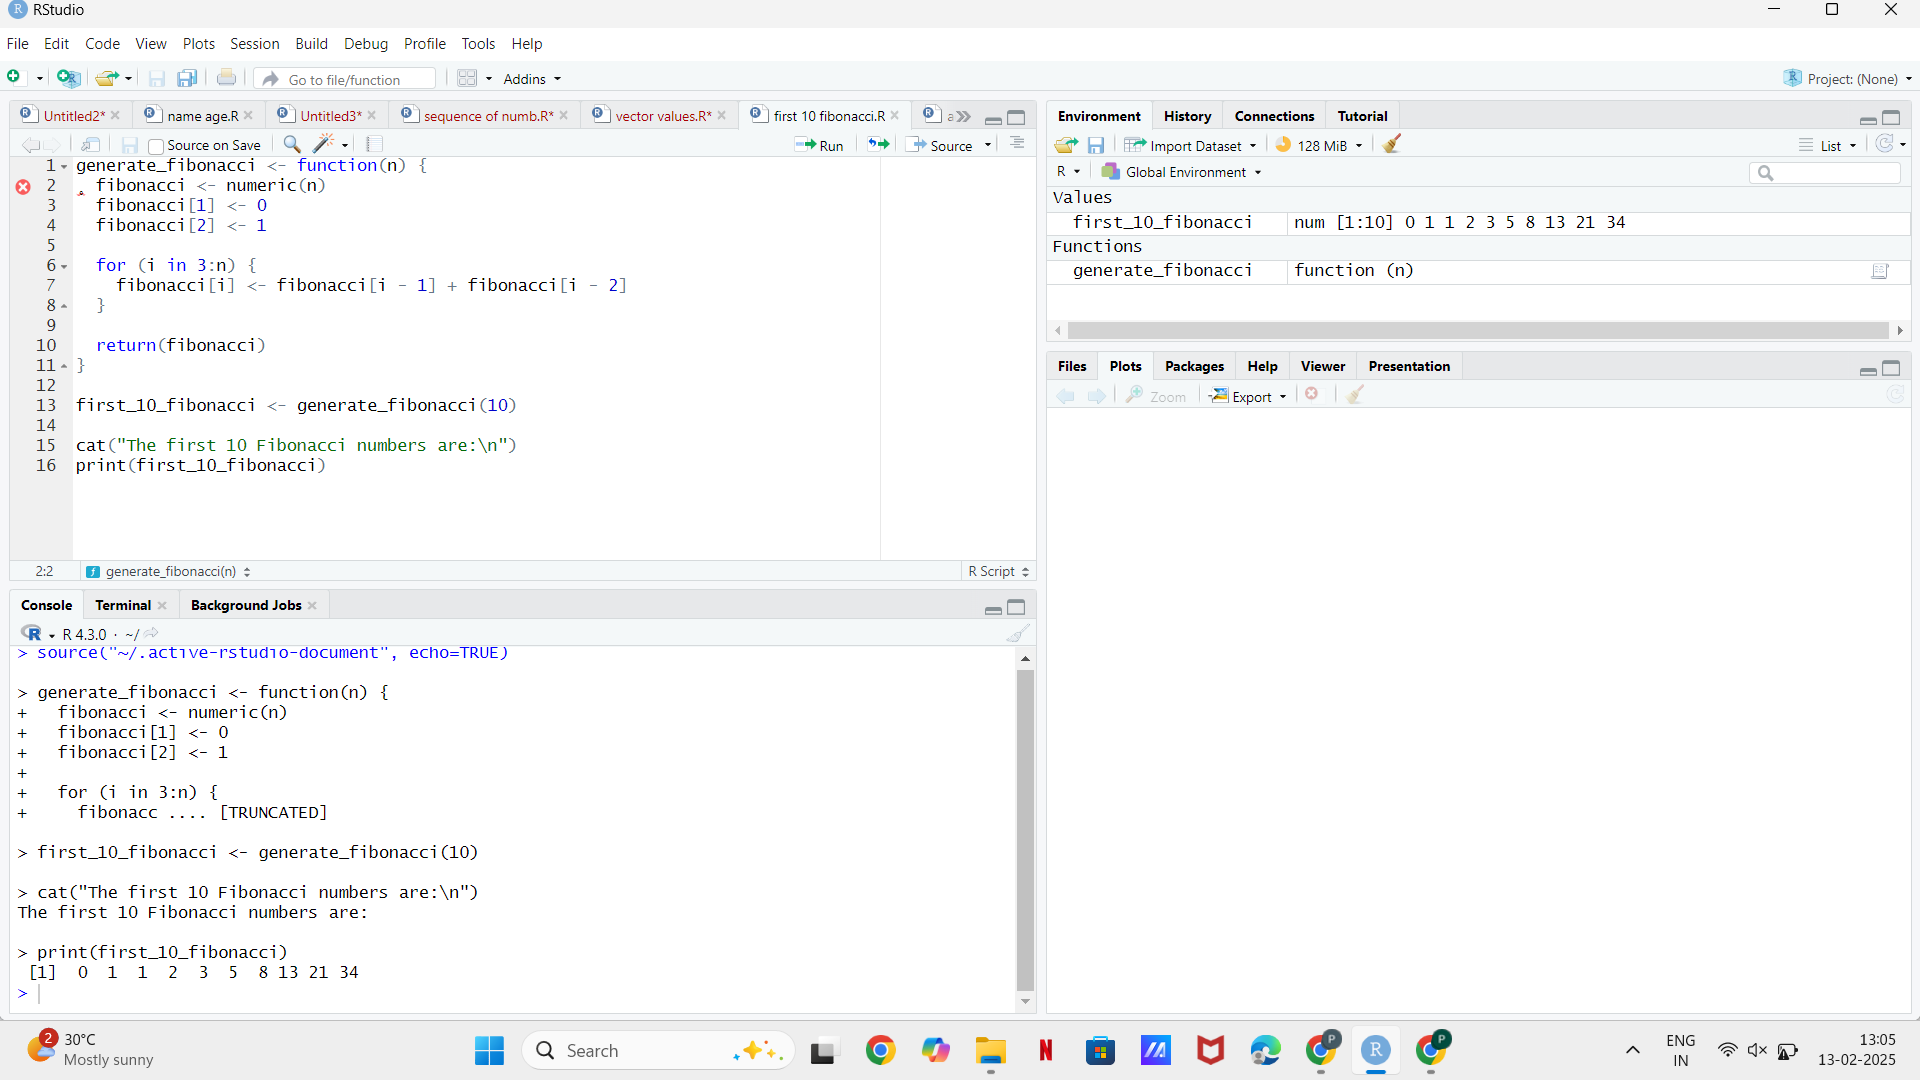 RStudio
File Edit Code View Plots Session Build Debug Profile Tools Help
Go to file/function Addins Project: (None)
Untitled2* name age.R Untitled3* sequence of numb.R* vector values.R* first 10 fibonacci.R a
Source on Save Run Source
1 generate_fibonacci <- function(n) {
2   fibonacci <- numeric(n)
3   fibonacci[1] <- 0
4   fibonacci[2] <- 1
5
6   for (i in 3:n) {
7     fibonacci[i] <- fibonacci[i - 1] + fibonacci[i - 2]
8   }
9
10   return(fibonacci)
11 }
12
13 first_10_fibonacci <- generate_fibonacci(10)
14
15 cat("The first 10 Fibonacci numbers are:\n")
16 print(first_10_fibonacci)
2:2 generate_fibonacci(n) R Script
Console Terminal Background Jobs
R 4.3.0 · ~/
> source("~/.active-rstudio-document", echo=TRUE)
> generate_fibonacci <- function(n) {
+   fibonacci <- numeric(n)
+   fibonacci[1] <- 0
+   fibonacci[2] <- 1
+
+   for (i in 3:n) {
+     fibonacc .... [TRUNCATED]
> first_10_fibonacci <- generate_fibonacci(10)
> cat("The first 10 Fibonacci numbers are:\n")
The first 10 Fibonacci numbers are:
> print(first_10_fibonacci)
[1]  0  1  1  2  3  5  8 13 21 34
>
Environment History Connections Tutorial
Import Dataset 128 MiB List
R Global Environment
Values
first_10_fibonacci num [1:10] 0 1 1 2 3 5 8 13 21 34
Functions
generate_fibonacci function (n)
Files Plots Packages Help Viewer Presentation
Zoom Export
2 30°C
Mostly sunny
Search
N
P
R
P
ENG
IN
13:05
13-02-2025